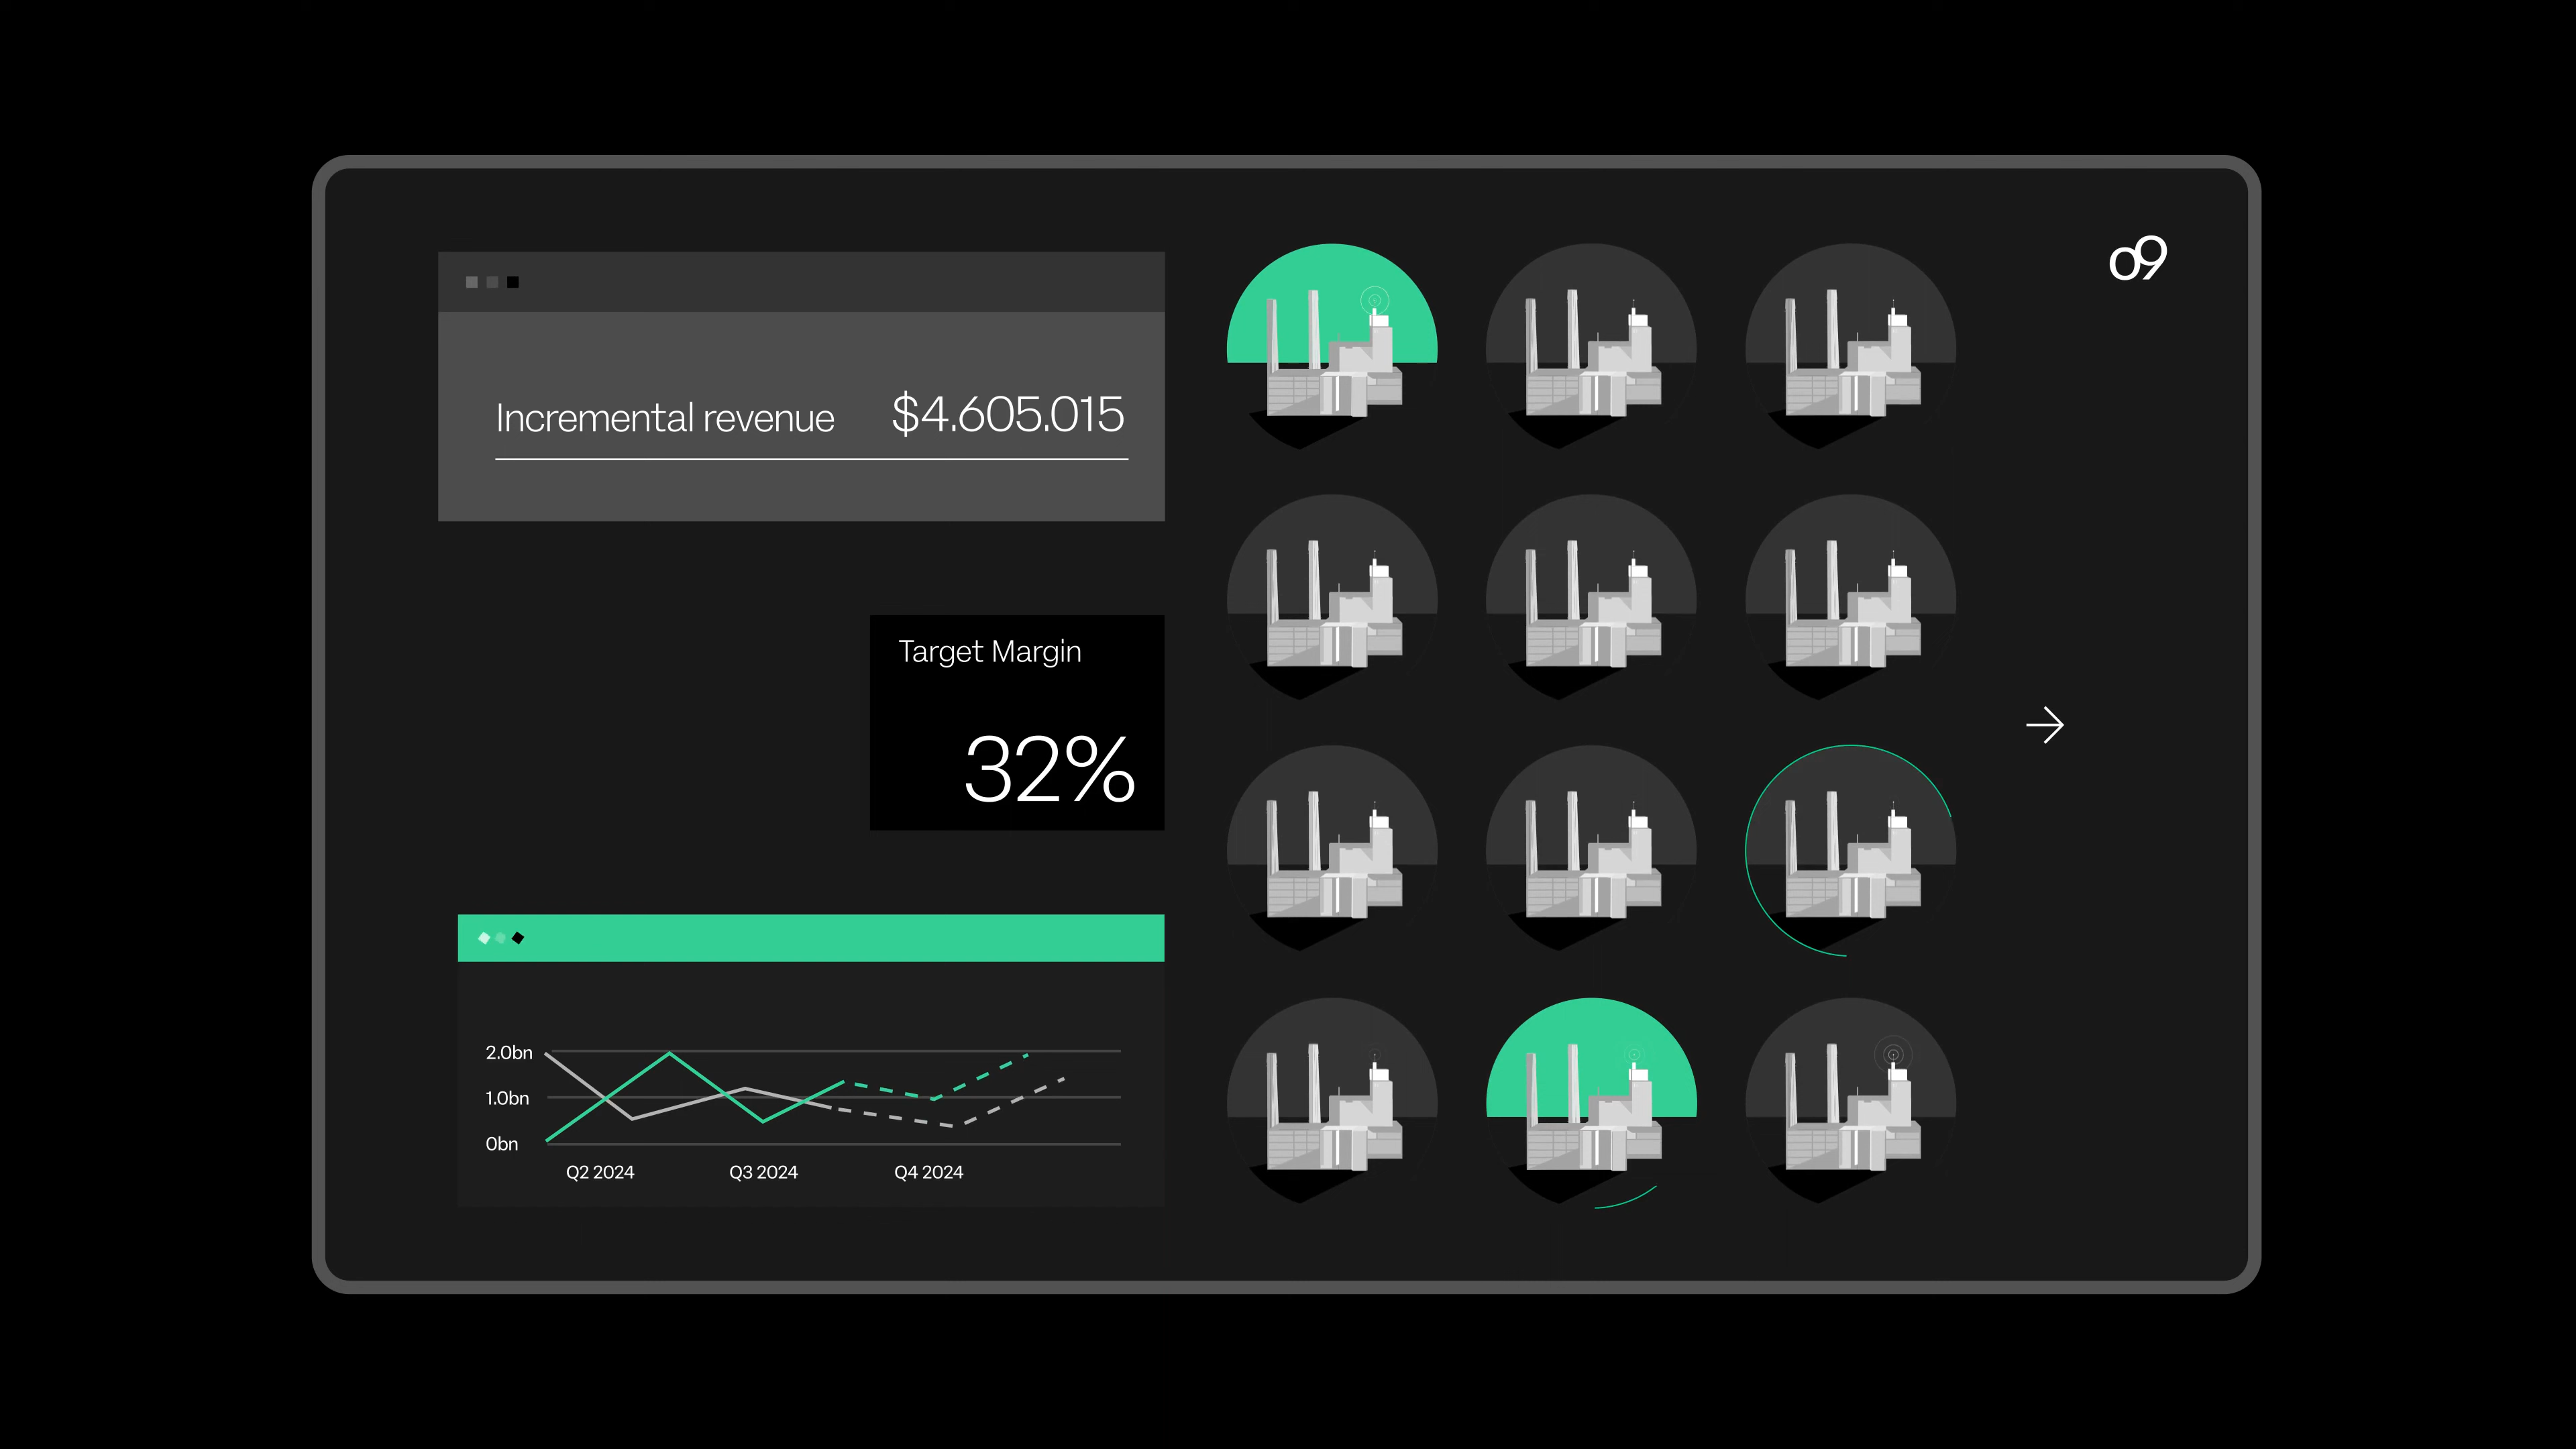 o9
Incremental revenue $4.605.015
Target Margin
32%
2.0bn
1.0bn
0bn
Q2 2024 Q3 2024 Q4 2024